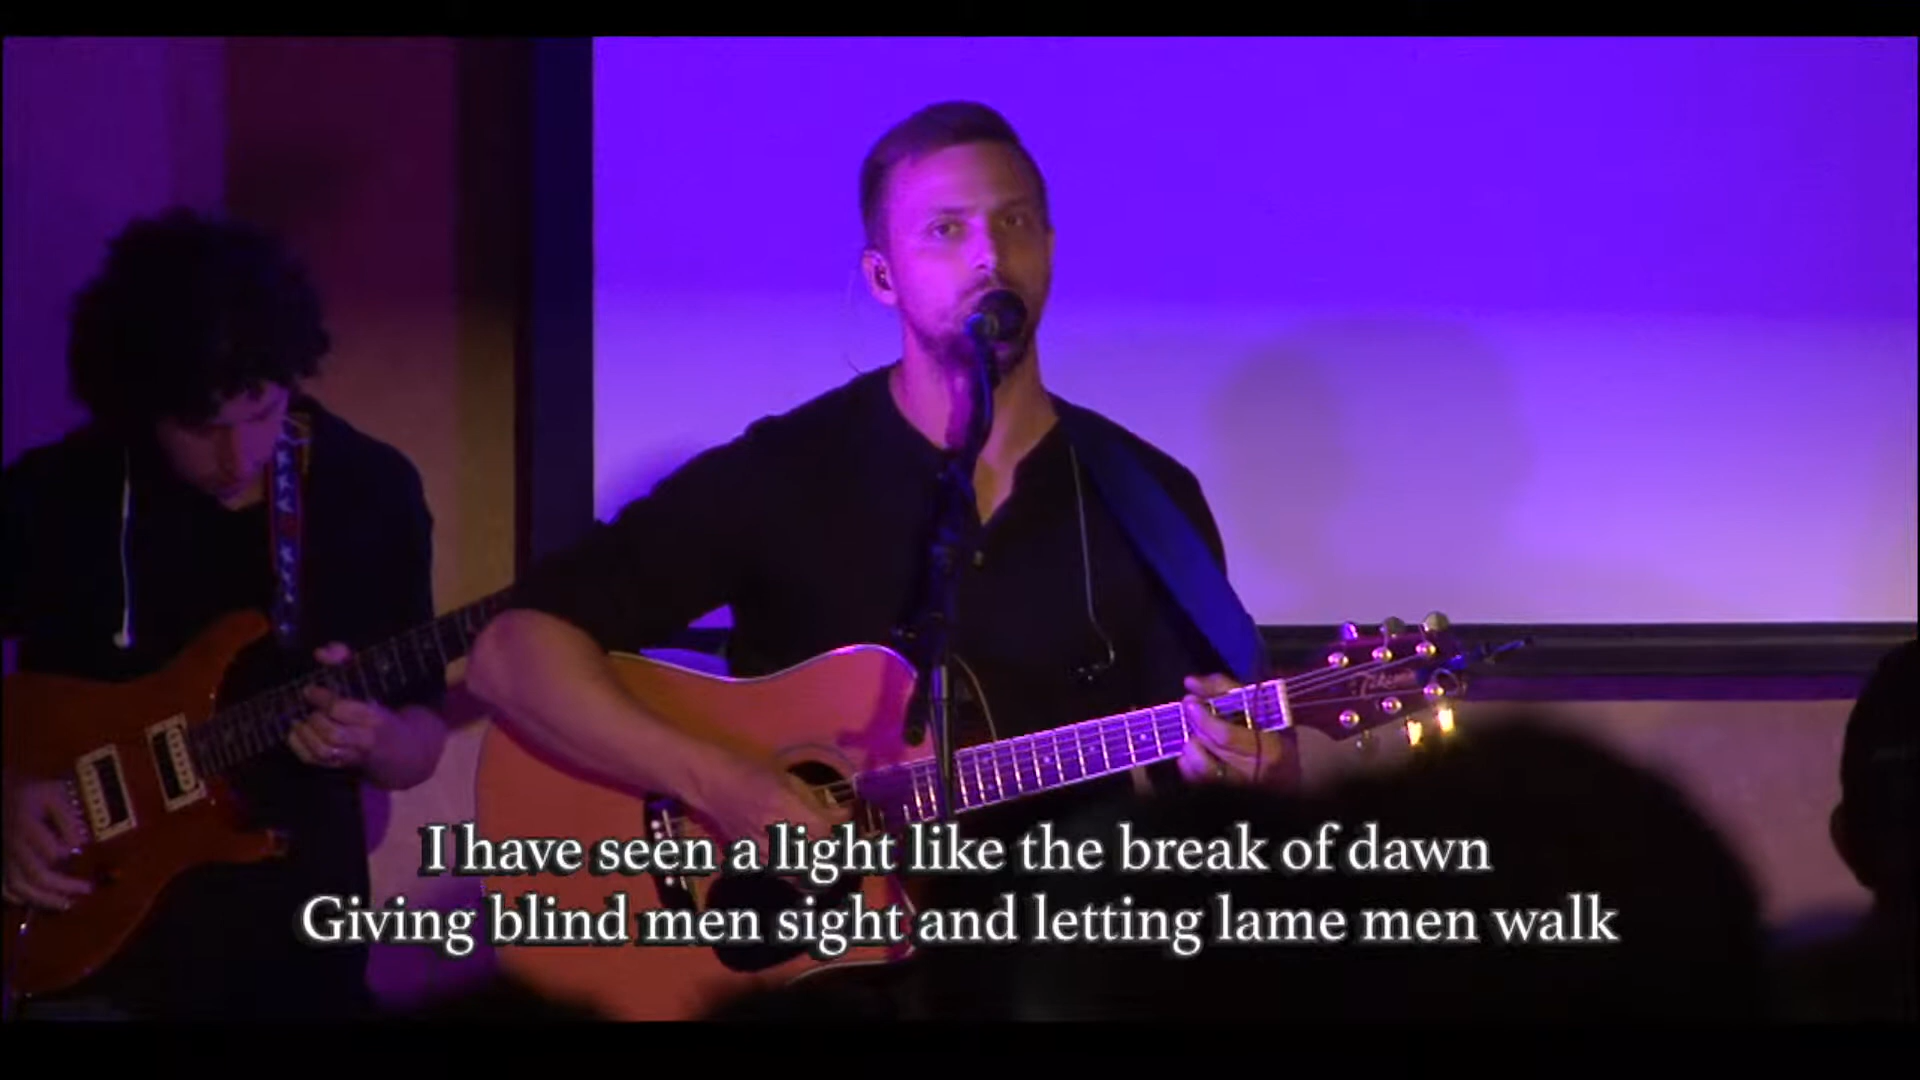 I have seen a light like the break of dawn
Giving blind men sight and letting lame men walk